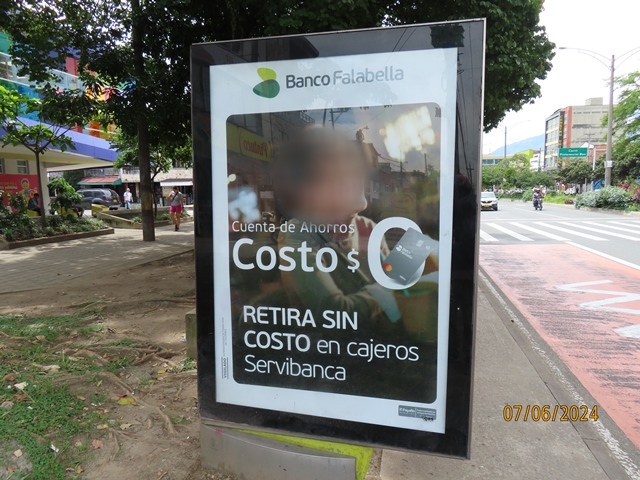 Banco Falabella
Cuenta de Ahorros
Costo $0
RETIRA SIN
COSTO en cajeros
Servibanca
07/06/2024